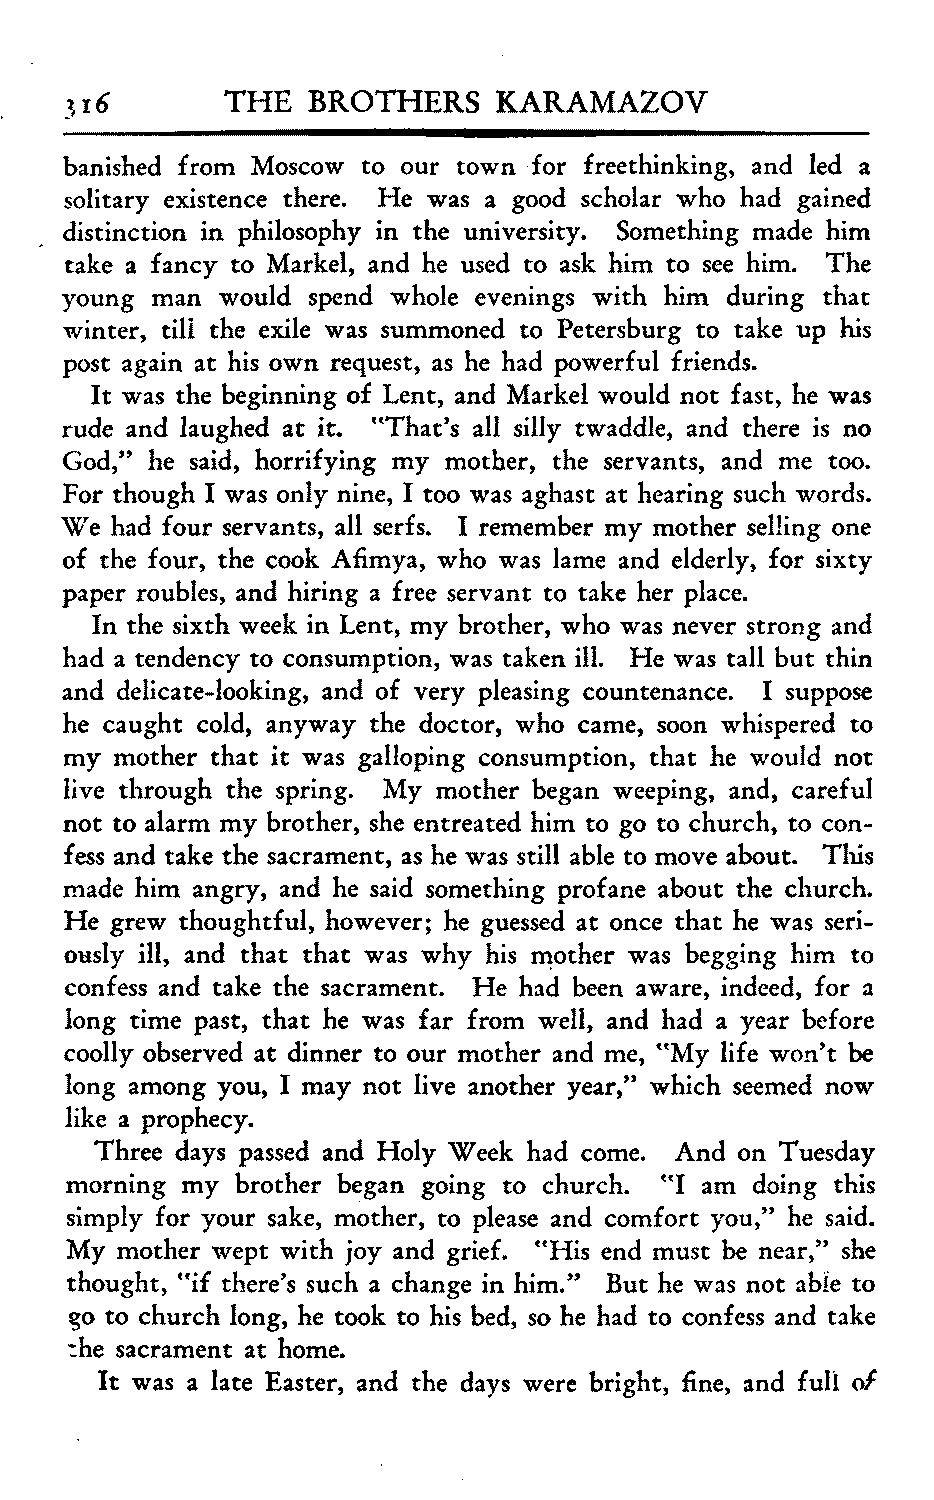 316 THE BROTHERS KARAMAZOV
banished from Moscow to our town for freethinking, and led a
solitary existence there. He was a good scholar who had gained
distinction in philosophy in the university. Something made him
take a fancy to Markel, and he used to ask him to see him. The
young man would spend whole evenings with him during that
winter, till the exile was summoned to Petersburg to take up his
post again at his own request, as he had powerful friends.
It was the beginning of Lent, and Markel would not fast, he was
rude and laughed at it. "That's all silly twaddle, and there is no
God," he said, horrifying my mother, the servants, and me too.
For though I was only nine, I too was aghast at hearing such words.
We had four servants, all serfs. I remember my mother selling one
of the four, the cook Afimya, who was lame and elderly, for sixty
paper roubles, and hiring a free servant to take her place.
In the sixth week in Lent, my brother, who was never strong and
had a tendency to consumption, was taken ill. He was tall but thin
and delicate-looking, and of very pleasing countenance. I suppose
he caught cold, anyway the doctor, who came, soon whispered to
my mother that it was galloping consumption, that he would not
live through the spring. My mother began weeping, and, careful
not to alarm my brother, she entreated him to go to church, to con-
fess and take the sacrament, as he was still able to move about. This
made him angry, and he said something profane about the church.
He grew thoughtful, however; he guessed at once that he was seri-
ously ill, and that that was why his mother was begging him to
confess and take the sacrament. He had been aware, indeed, for a
long time past, that he was far from well, and had a year before
coolly observed at dinner to our mother and me, "My life won't be
long among you, I may not live another year," which seemed now
like a prophecy.
Three days passed and Holy Week had come. And on Tuesday
morning my brother began going to church. "I am doing this
simply for your sake, mother, to please and comfort you," he said.
My mother wept with joy and grief. "His end must be near," she
thought, "if there's such a change in him." But he was not able to
go to church long, he took to his bed, so he had to confess and take
the sacrament at home.
It was a late Easter, and the days were bright, fine, and full of